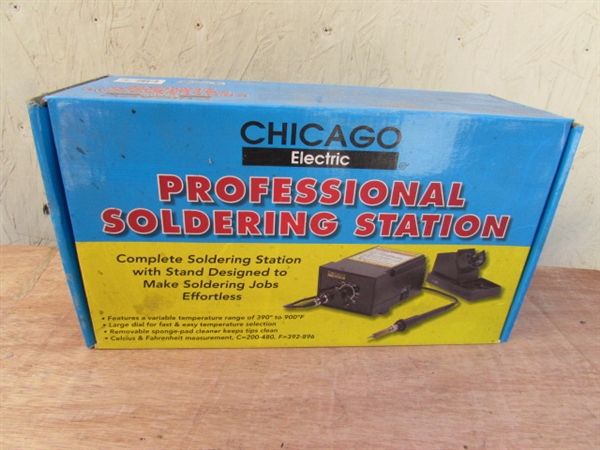 CHICAGO
Electric
PROFESSIONAL
SOLDERING STATION
Complete Soldering Station
with Stand Designed to
Make Soldering Jobs
Effortless
• Features a variable temperature range of 390° to 900°F
• Large dial for fast & easy temperature selection
• Removable sponge-pad cleaner keeps tips clean
• Celsius & Fahrenheit measurement, C=200-480, F=392-896